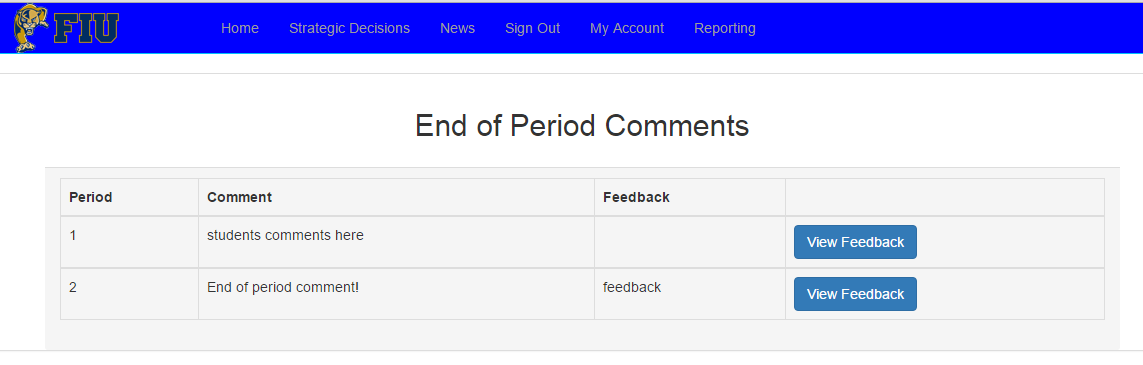 FIU Home Strategic Decisions News Sign Out My Account Reporting
End of Period Comments
Period Comment Feedback
1 students comments here View Feedback
2 End of period comment! feedback View Feedback